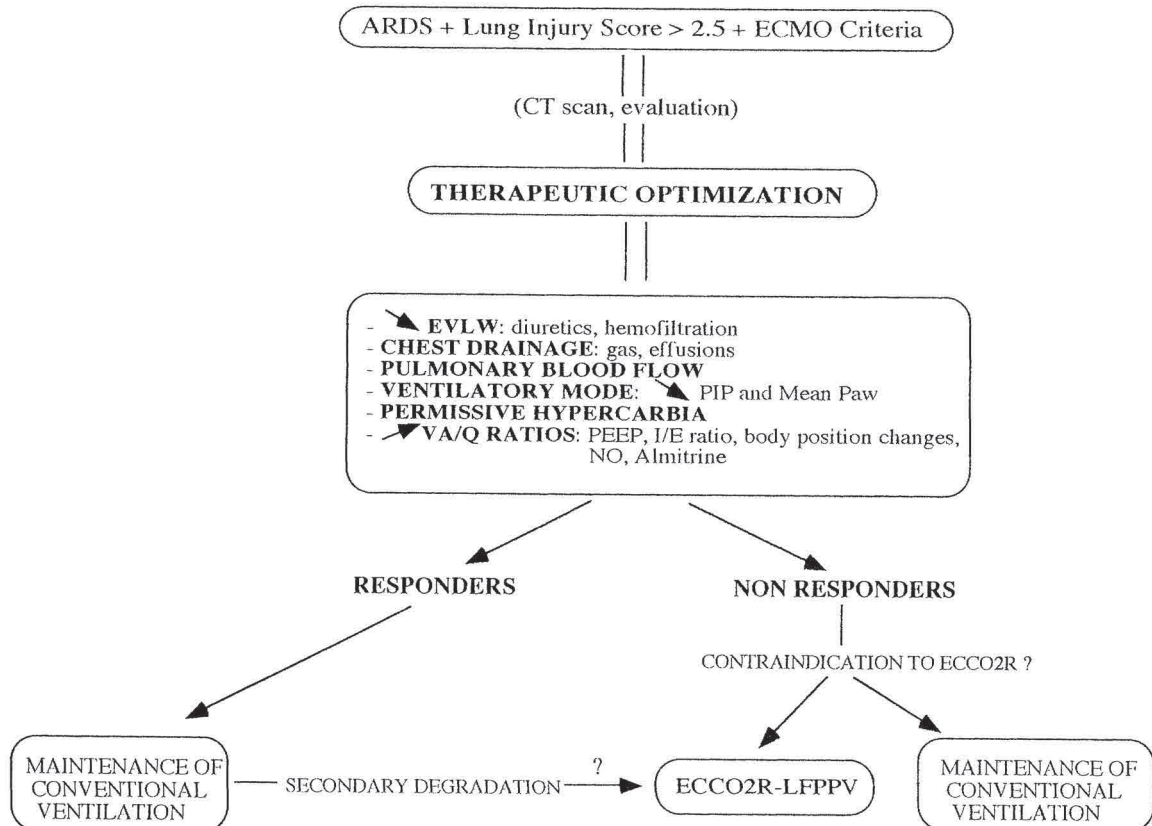 ARDS + Lung Injury Score > 2.5 + ECMO Criteria
(CT scan, evaluation)
THERAPEUTIC OPTIMIZATION
- EVLW: diuretics, hemofiltration
- CHEST DRAINAGE: gas, effusions
- PULMONARY BLOOD FLOW
- VENTILATORY MODE: PIP and Mean Paw
- PERMISSIVE HYPERCARBIA
- VA/Q RATIOS: PEEP, I/E ratio, body position changes,
NO, Almitrine
RESPONDERS
NON RESPONDERS
CONTRAINDICATION TO ECCO2R ?
MAINTENANCE OF
CONVENTIONAL
VENTILATION
SECONDARY DEGRADATION ?
ECCO2R-LFPPV
MAINTENANCE OF
CONVENTIONAL
VENTILATION